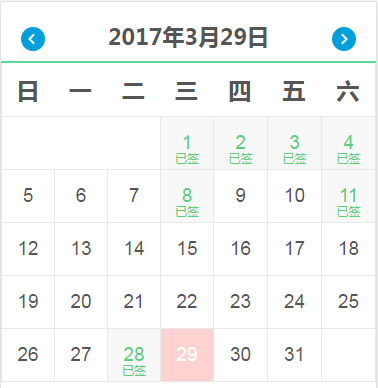 2017年3月29日
日 一 二 三 四 五 六
1 2 3 4
已签 已签 已签 已签
5 6 7 8 9 10 11
已签 已签
12 13 14 15 16 17 18
19 20 21 22 23 24 25
26 27 28 29 30 31
已签